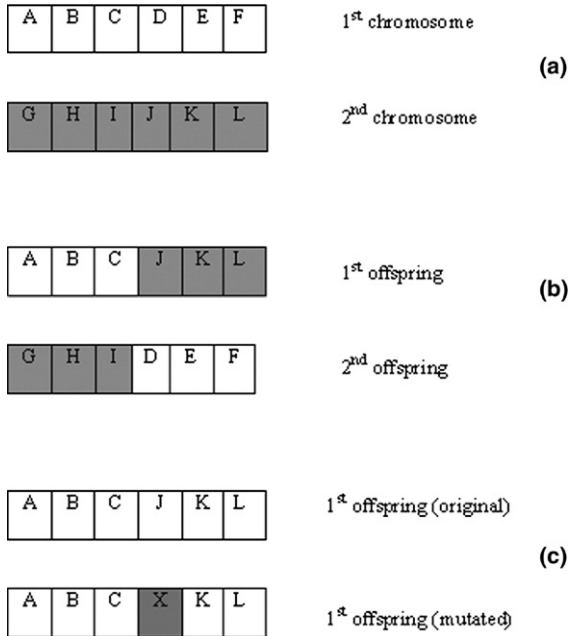 A B C D E F 1st chromosome
(a)
G H I J K L 2nd chromosome
A B C J K L 1st offspring
(b)
G H I D E F 2nd offspring
A B C J K L 1st offspring (original)
(c)
A B C X K L 1st offspring (mutated)